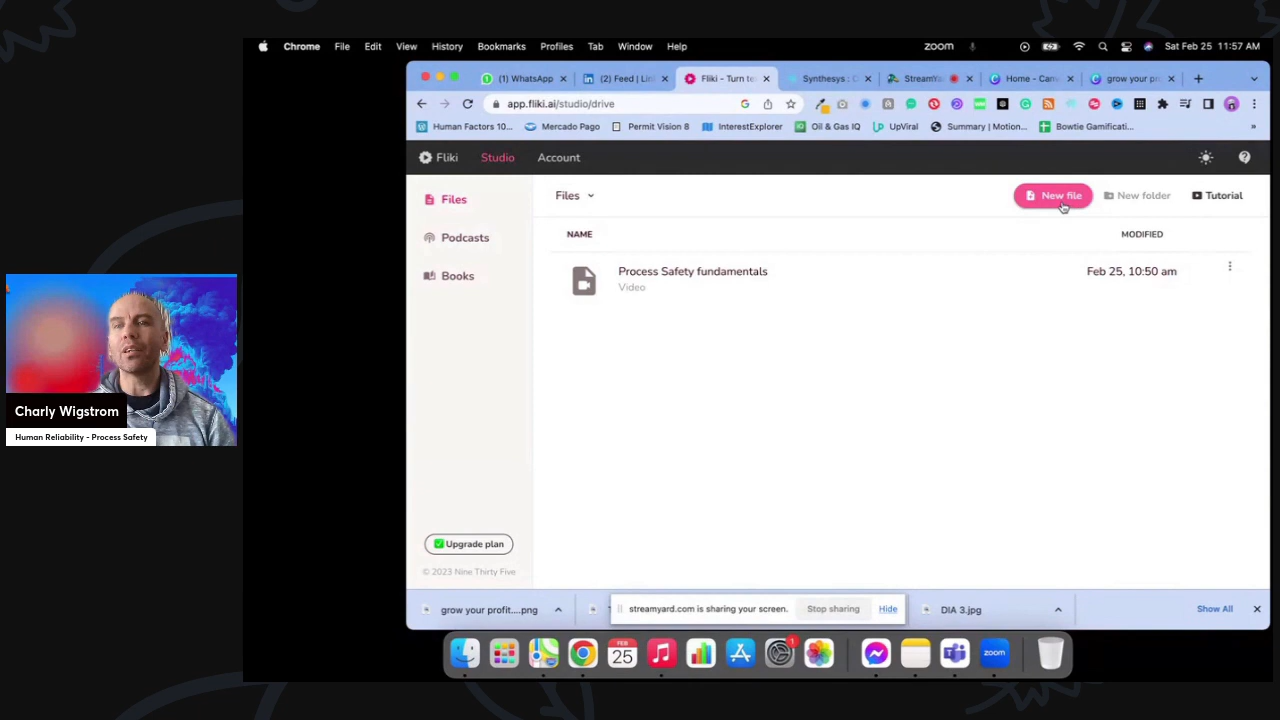 Chrome File Edit View History Bookmarks Profiles Tab Window Help
zoom Sat Feb 25 11:57 AM
(1) WhatsApp
(2) Feed | Lin
Fliki - Turn te
Synthesys : C
StreamYa
Home - Canv
grow your pr
app.fliki.ai/studio/drive
Human Factors 10...
Mercado Pago
Permit Vision 8
InterestExplorer
Oil & Gas IQ
UpViral
Summary | Motion...
Bowtie Gamificati...
»
Fliki Studio Account
Files
Podcasts
Books
Files
New file
New folder
Tutorial
NAME MODIFIED
Process Safety fundamentals Feb 25, 10:50 am
Video
Upgrade plan
© 2023 Nine Thirty Five
grow your profit....png
streamyard.com is sharing your screen. Stop sharing Hide
DIA 3.jpg
Show All
FEB
25
1
zoom
Charly Wigstrom
Human Reliability - Process Safety